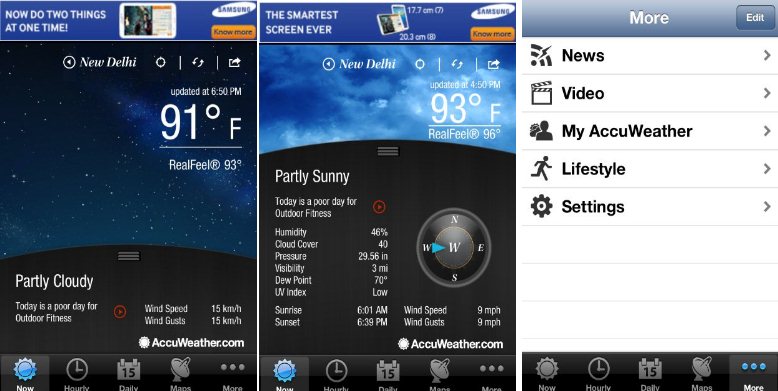 NOW DO TWO THINGS
AT ONE TIME!
SAMSUNG
Know more
New Delhi
updated at 6:50 PM
91° F
RealFeel® 93°
Partly Cloudy
Today is a poor day for
Outdoor Fitness
Wind Speed 15 km/h
Wind Gusts 15 km/h
AccuWeather.com
Now Hourly 15 Daily Maps More
THE SMARTEST
SCREEN EVER
17.7 cm (7)
20.3 cm (8)
SAMSUNG
Know more
New Delhi
updated at 4:50 PM
93° F
RealFeel® 96°
Partly Sunny
Today is a poor day for
Outdoor Fitness
Humidity 46%
Cloud Cover 40
Pressure 29.56 in
Visibility 3 mi
Dew Point 70°
UV Index Low
Sunrise 6:01 AM
Sunset 6:39 PM
N
W W E
S
Wind Speed 9 mph
Wind Gusts 9 mph
AccuWeather.com
Now Hourly 15 Daily Maps More
More Edit
News
Video
My AccuWeather
Lifestyle
Settings
Now Hourly 15 Daily Maps More